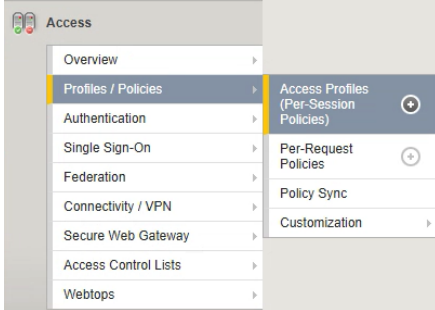 Access
Overview
Profiles / Policies
Authentication
Single Sign-On
Federation
Connectivity / VPN
Secure Web Gateway
Access Control Lists
Webtops
Access Profiles
(Per-Session
Policies)
Per-Request
Policies
Policy Sync
Customization